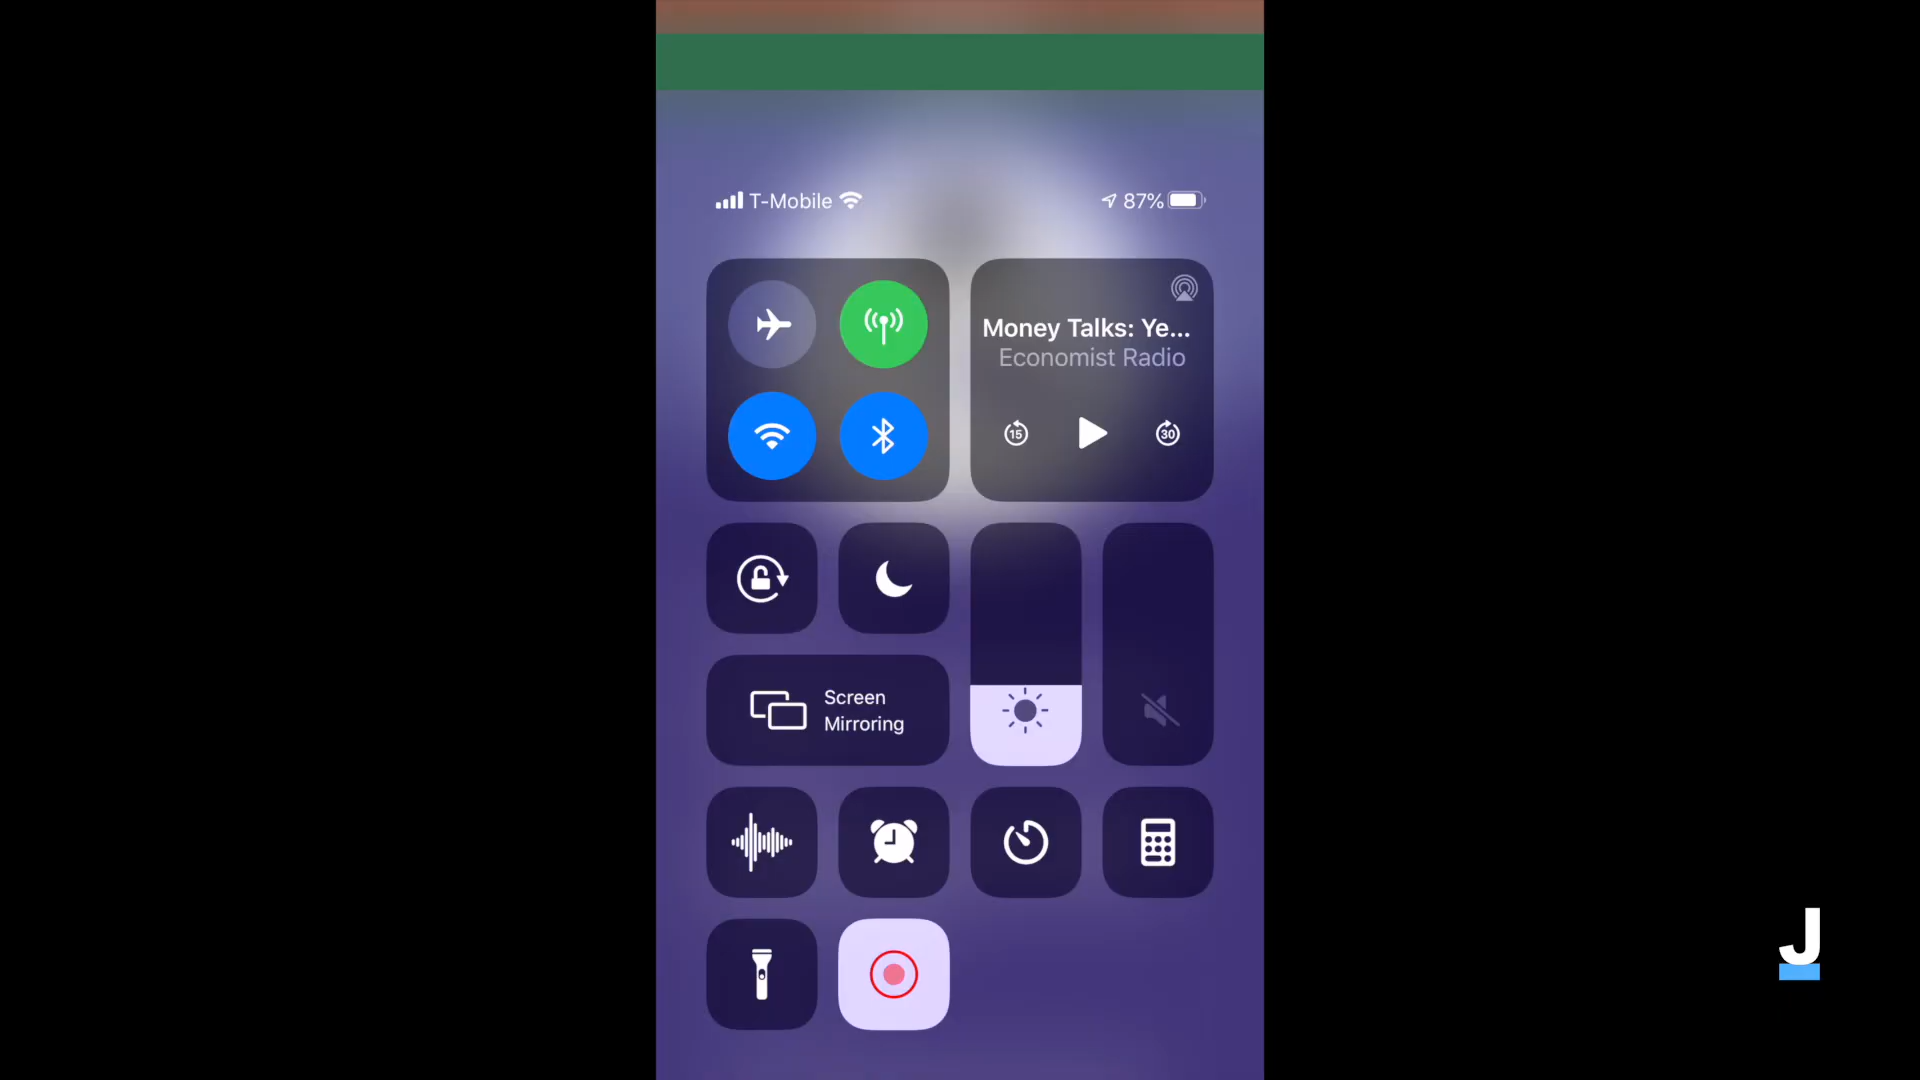 T-Mobile
87%
Money Talks: Ye...
Economist Radio
15
30
Screen
Mirroring
J